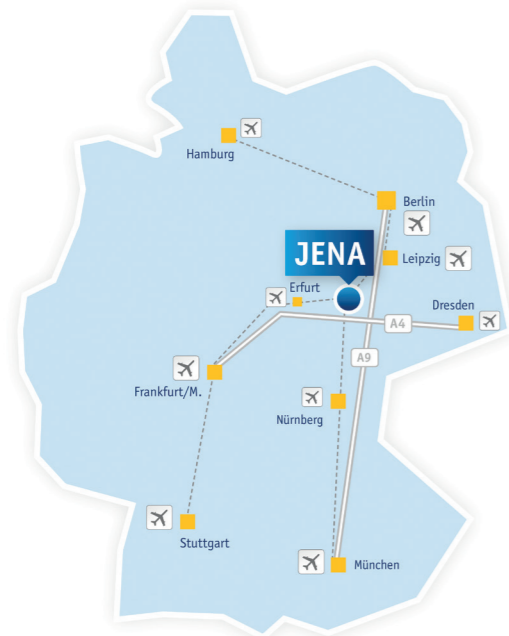 Hamburg
Berlin
JENA
Leipzig
Erfurt
Dresden
A4
A9
Frankfurt/M.
Nürnberg
Stuttgart
München